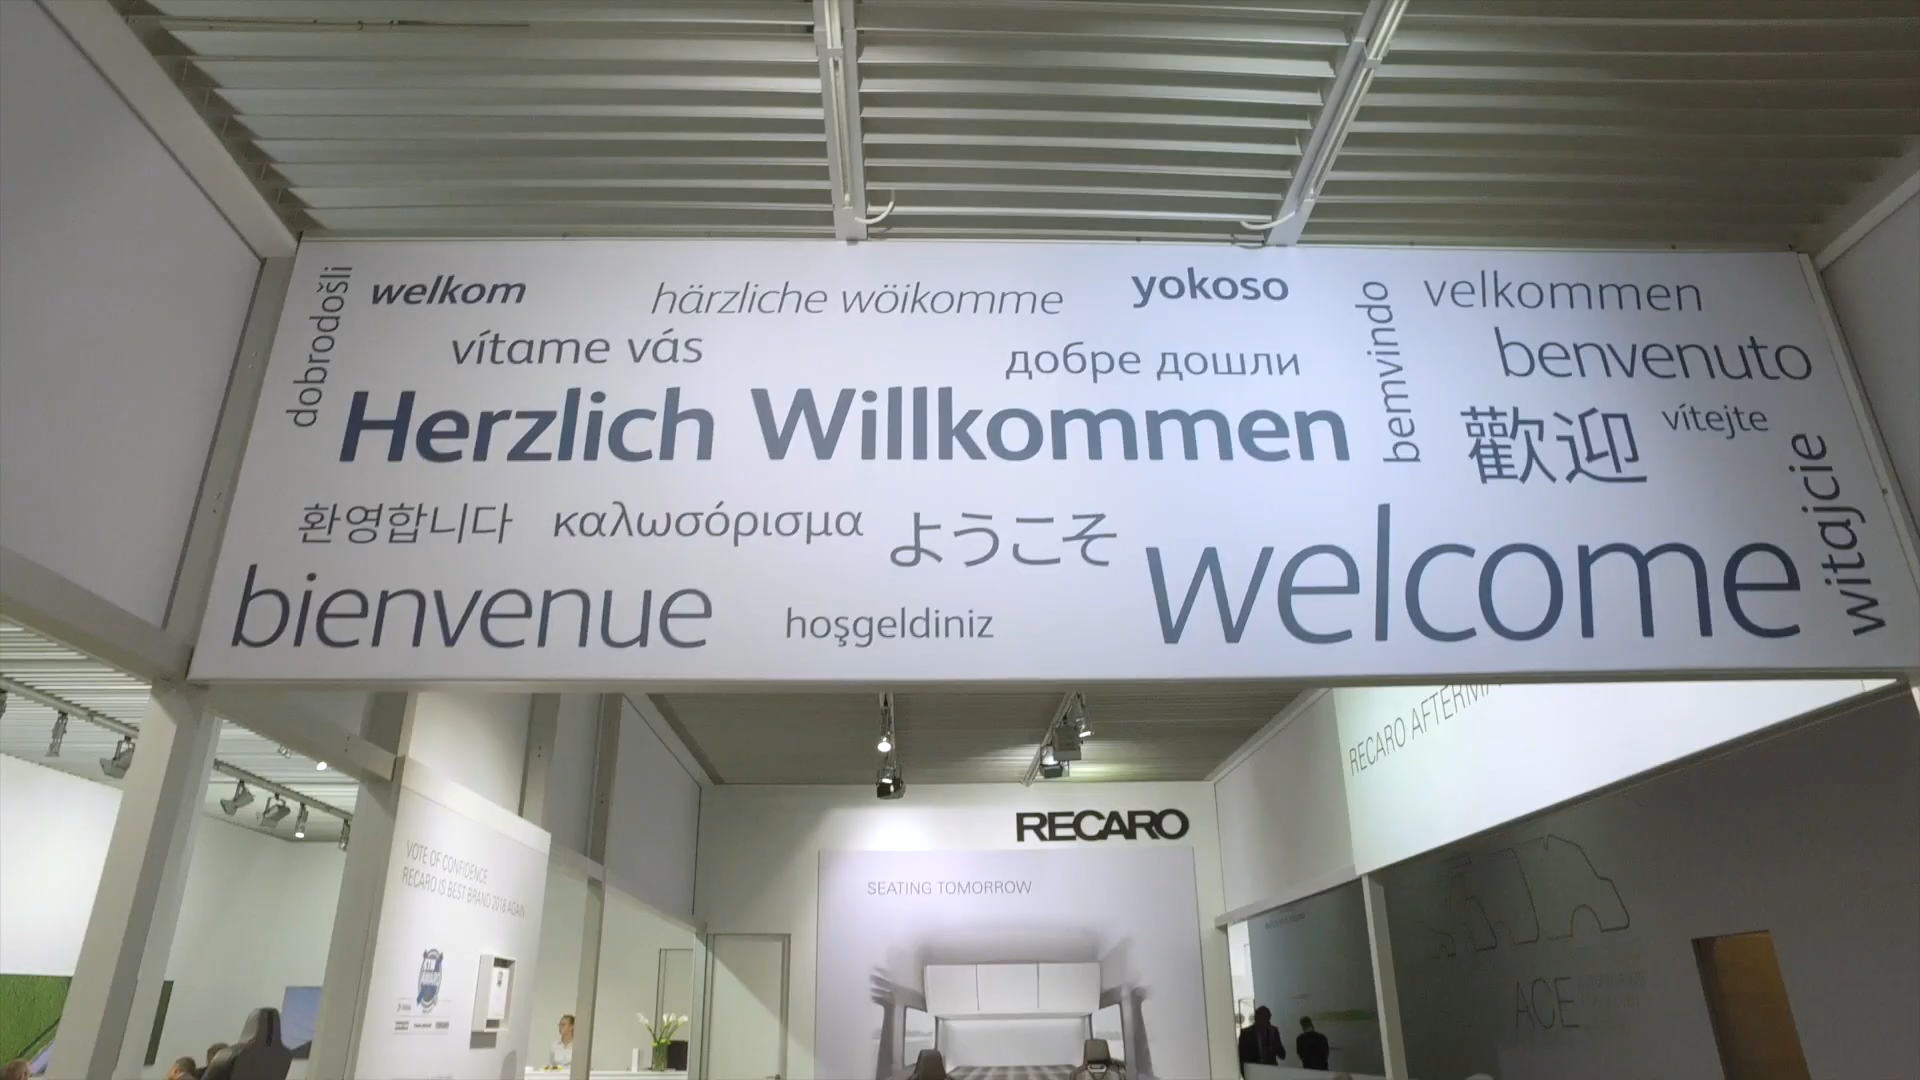 dobrodošli
welkom
härzliche wöikomme
yokoso
velkommen
vítame vás
добре дошли
bemvindo
benvenuto
Herzlich Willkommen
歡迎
vítejte
witajcie
환영합니다
καλωσόρισμα
ようこそ
welcome
bienvenue
hoşgeldiniz
RECARO
SEATING TOMORROW
VOTE OF CONFIDENCE
RECARO IS BEST BRAND 2018 AGAIN
RECARO
ACE